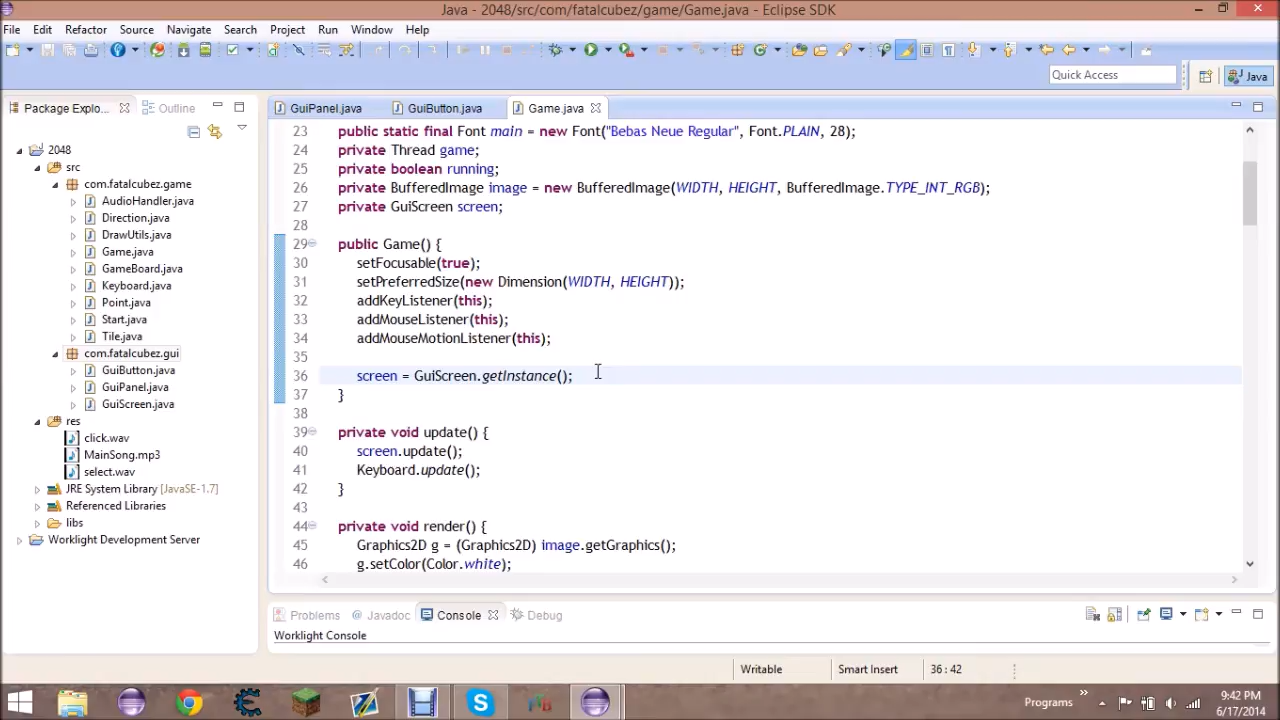 Java - 2048/src/com/fatalcubez/game/Game.java - Eclipse SDK
File Edit Refactor Source Navigate Search Project Run Window Help
Quick Access
Java
Package Explo...
Outline
2048
src
com.fatalcubez.game
AudioHandler.java
Direction.java
DrawUtils.java
Game.java
GameBoard.java
Keyboard.java
Point.java
Start.java
Tile.java
com.fatalcubez.gui
GuiButton.java
GuiPanel.java
GuiScreen.java
res
click.wav
MainSong.mp3
select.wav
JRE System Library [JavaSE-1.7]
Referenced Libraries
libs
Worklight Development Server
GuiPanel.java GuiButton.java Game.java
23 public static final Font main = new Font("Bebas Neue Regular", Font.PLAIN, 28);
24 private Thread game;
25 private boolean running;
26 private BufferedImage image = new BufferedImage(WIDTH, HEIGHT, BufferedImage.TYPE_INT_RGB);
27 private GuiScreen screen;
28
29 public Game() {
30 setFocusable(true);
31 setPreferredSize(new Dimension(WIDTH, HEIGHT));
32 addKeyListener(this);
33 addMouseListener(this);
34 addMouseMotionListener(this);
35
36 screen = GuiScreen.getInstance();
37 }
38
39 private void update() {
40 screen.update();
41 Keyboard.update();
42 }
43
44 private void render() {
45 Graphics2D g = (Graphics2D) image.getGraphics();
46 g.setColor(Color.white);
Problems Javadoc Console Debug
Worklight Console
Writable Smart Insert 36 : 42
Programs
9:42 PM
6/17/2014